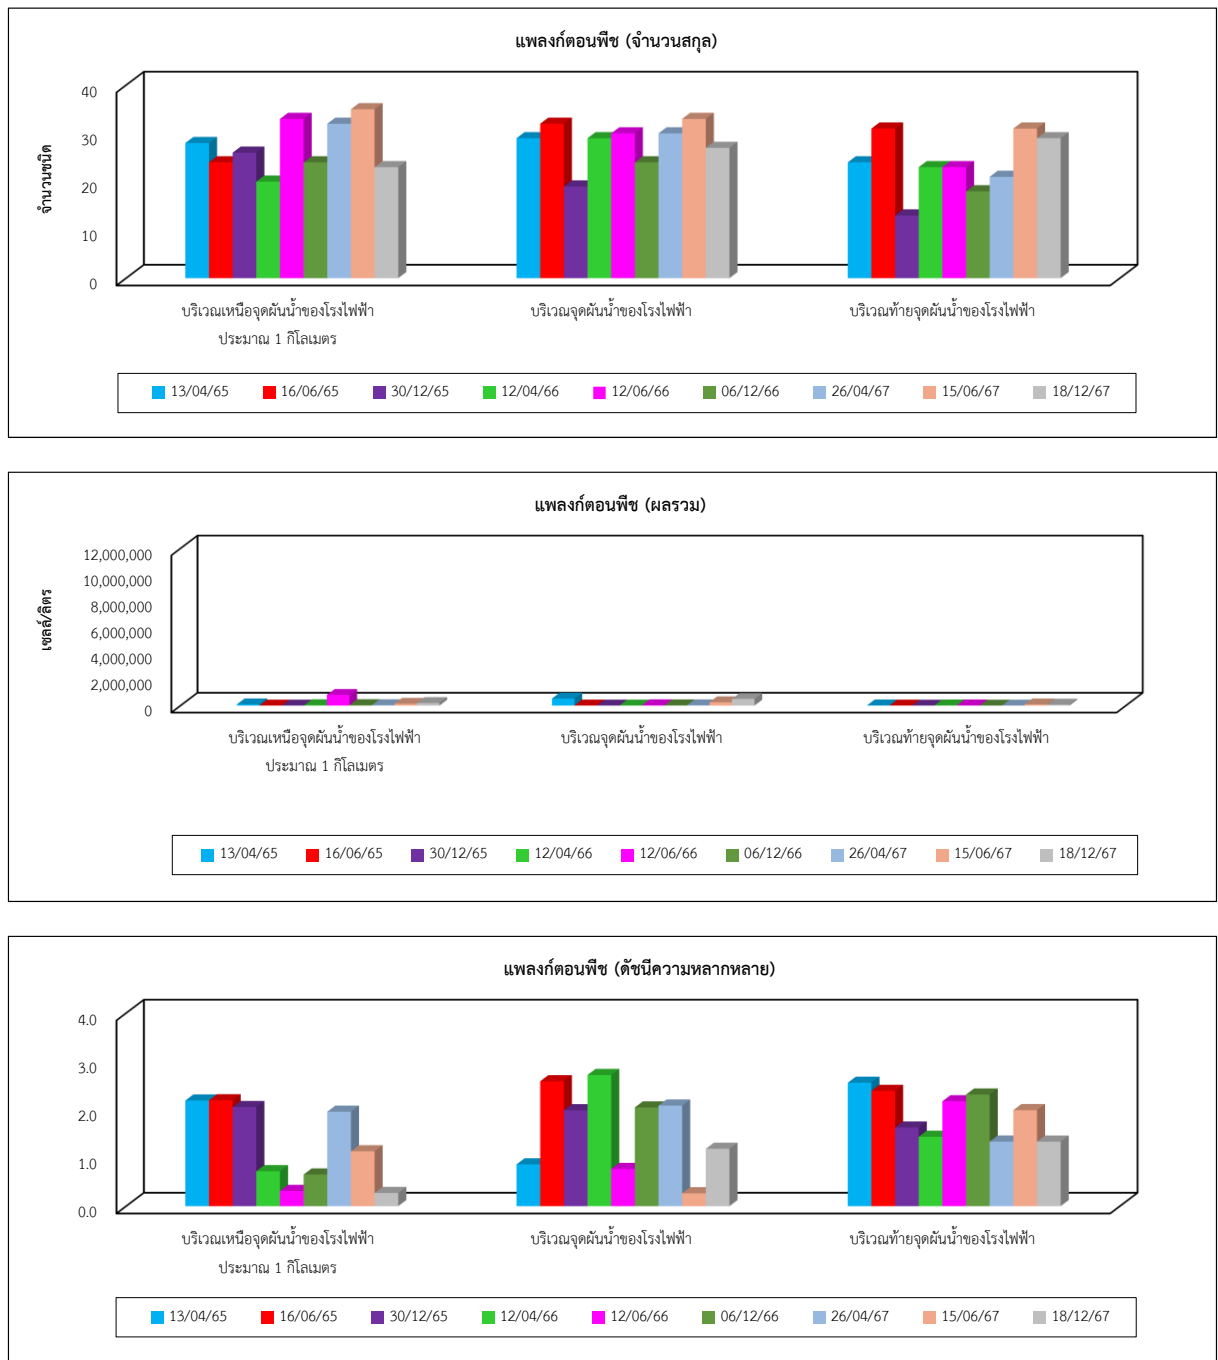 แพลงก์ตอนพืช (จำนวนสกุล)
จำนวนชนิด
40
30
20
10
0
บริเวณเหนือจุดผันน้ำของโรงไฟฟ้า
ประมาณ 1 กิโลเมตร
บริเวณจุดผันน้ำของโรงไฟฟ้า
บริเวณท้ายจุดผันน้ำของโรงไฟฟ้า
13/04/65 16/06/65 30/12/65 12/04/66 12/06/66 06/12/66 26/04/67 15/06/67 18/12/67
แพลงก์ตอนพืช (ผลรวม)
เซลล์/ลิตร
12,000,000
10,000,000
8,000,000
6,000,000
4,000,000
2,000,000
0
บริเวณเหนือจุดผันน้ำของโรงไฟฟ้า
ประมาณ 1 กิโลเมตร
บริเวณจุดผันน้ำของโรงไฟฟ้า
บริเวณท้ายจุดผันน้ำของโรงไฟฟ้า
13/04/65 16/06/65 30/12/65 12/04/66 12/06/66 06/12/66 26/04/67 15/06/67 18/12/67
แพลงก์ตอนพืช (ดัชนีความหลากหลาย)
4.0
3.0
2.0
1.0
0.0
บริเวณเหนือจุดผันน้ำของโรงไฟฟ้า
ประมาณ 1 กิโลเมตร
บริเวณจุดผันน้ำของโรงไฟฟ้า
บริเวณท้ายจุดผันน้ำของโรงไฟฟ้า
13/04/65 16/06/65 30/12/65 12/04/66 12/06/66 06/12/66 26/04/67 15/06/67 18/12/67